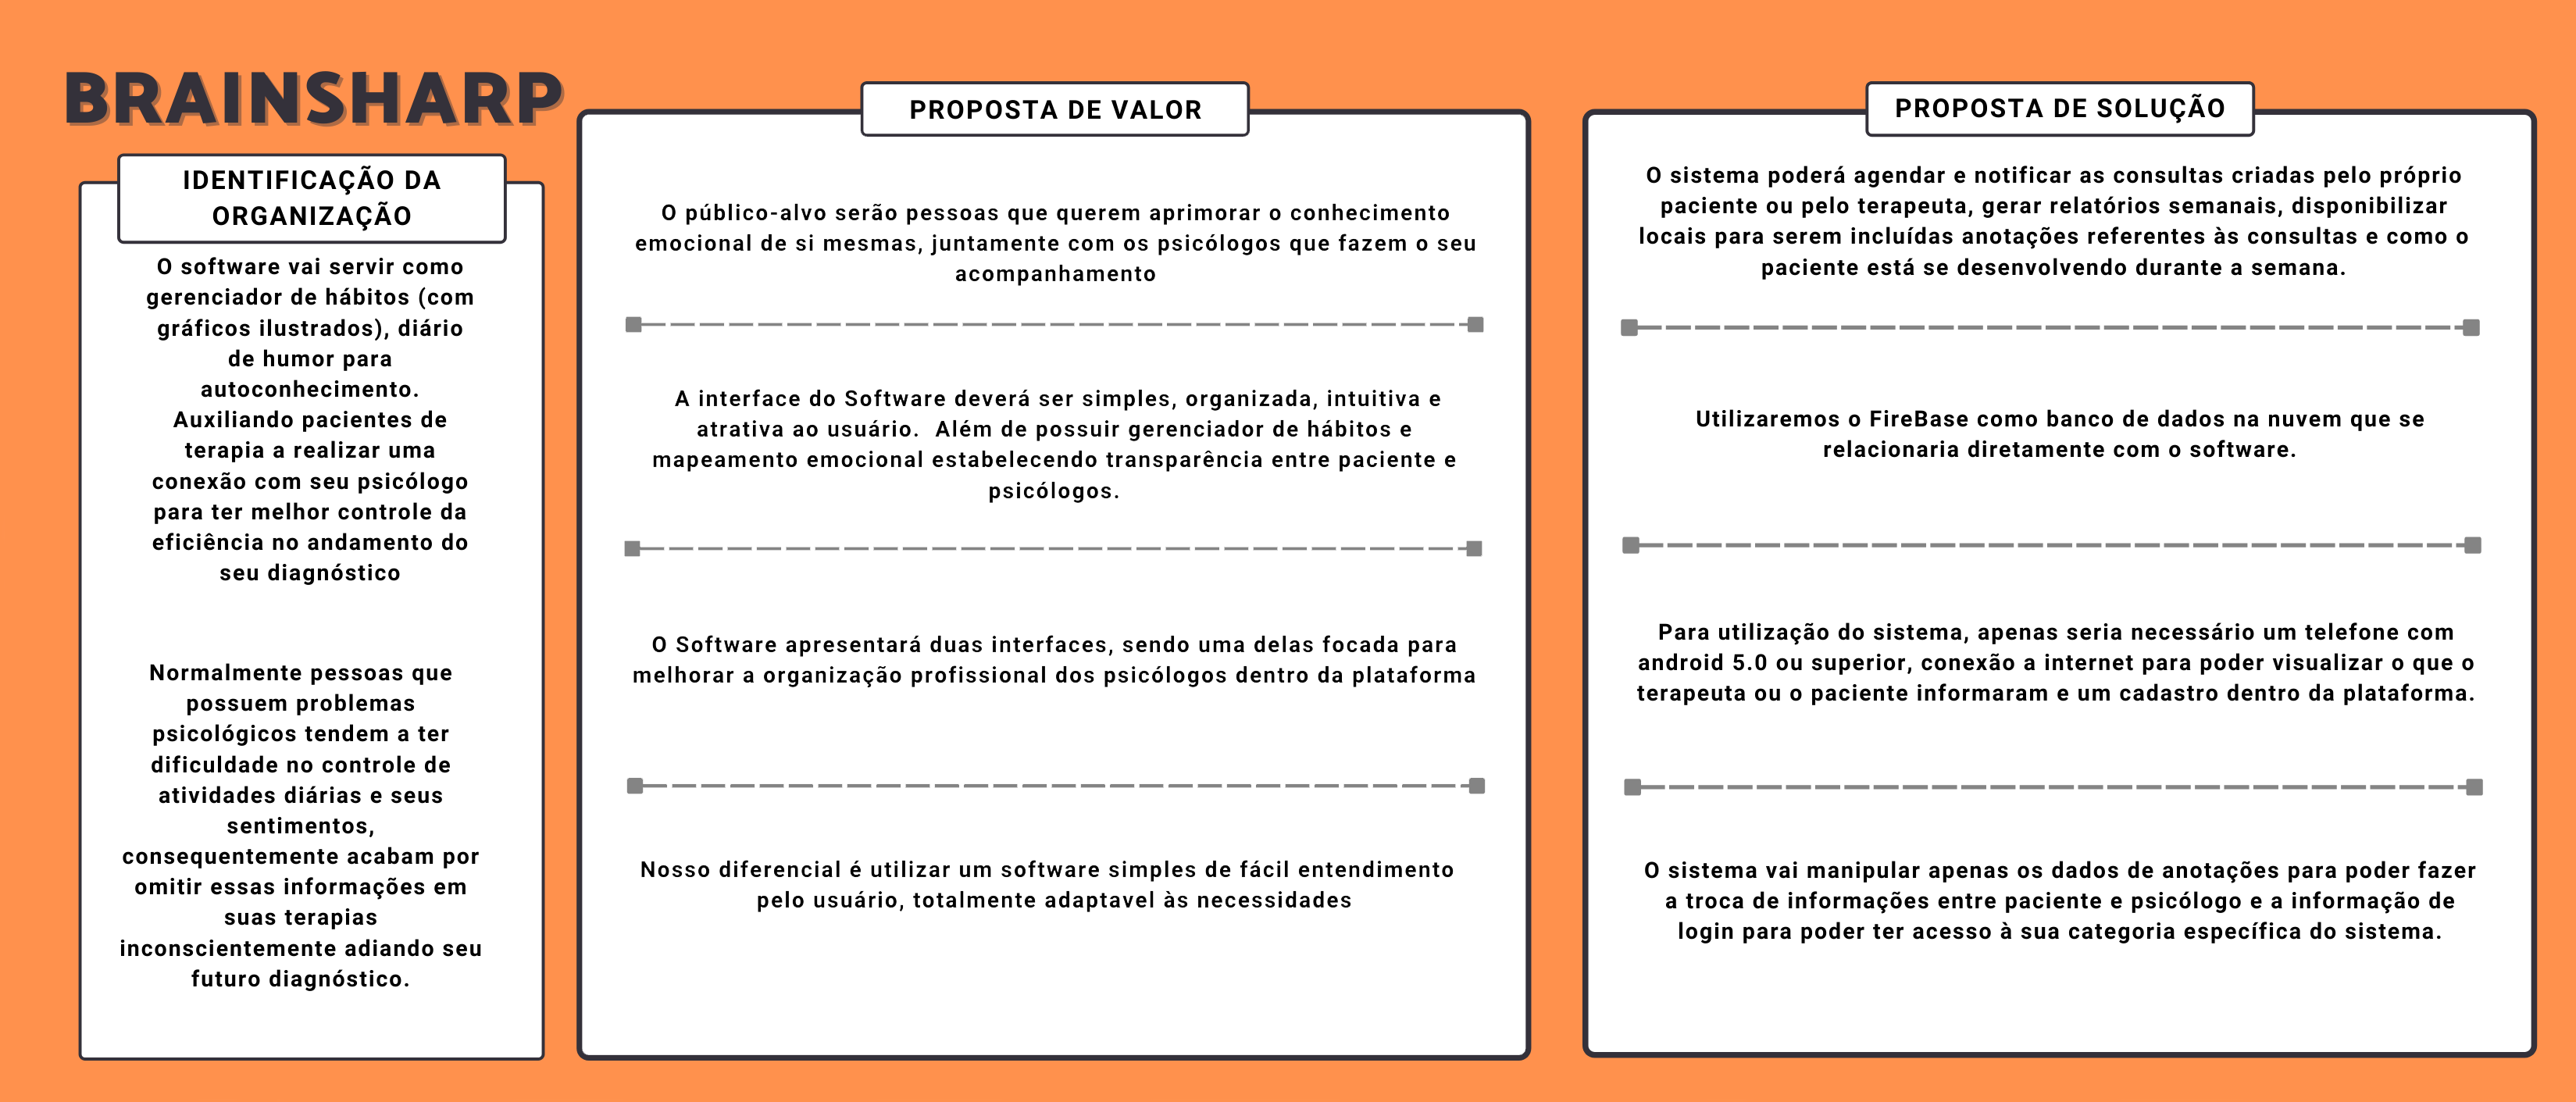 BRAINSHARP
IDENTIFICAÇÃO DA
ORGANIZAÇÃO
O software vai servir como
gerenciador de hábitos (com
gráficos ilustrados), diário
de humor para
autoconhecimento.
Auxiliando pacientes de
terapia a realizar uma
conexão com seu psicólogo
para ter melhor controle da
eficiência no andamento do
seu diagnóstico
Normalmente pessoas que
possuem problemas
psicológicos tendem a ter
dificuldade no controle de
atividades diárias e seus
sentimentos,
consequentemente acabam por
omitir essas informações em
suas terapias
inconscientemente adiando seu
futuro diagnóstico.
PROPOSTA DE VALOR
O público-alvo serão pessoas que querem aprimorar o conhecimento
emocional de si mesmas, juntamente com os psicólogos que fazem o seu
acompanhamento
A interface do Software deverá ser simples, organizada, intuitiva e
atrativa ao usuário.  Além de possuir gerenciador de hábitos e
mapeamento emocional estabelecendo transparência entre paciente e
psicólogos.
O Software apresentará duas interfaces, sendo uma delas focada para
melhorar a organização profissional dos psicólogos dentro da plataforma
Nosso diferencial é utilizar um software simples de fácil entendimento
pelo usuário, totalmente adaptavel às necessidades
PROPOSTA DE SOLUÇÃO
O sistema poderá agendar e notificar as consultas criadas pelo próprio
paciente ou pelo terapeuta, gerar relatórios semanais, disponibilizar
locais para serem incluídas anotações referentes às consultas e como o
paciente está se desenvolvendo durante a semana.
Utilizaremos o FireBase como banco de dados na nuvem que se
relacionaria diretamente com o software.
Para utilização do sistema, apenas seria necessário um telefone com
android 5.0 ou superior, conexão a internet para poder visualizar o que o
terapeuta ou o paciente informaram e um cadastro dentro da plataforma.
O sistema vai manipular apenas os dados de anotações para poder fazer
a troca de informações entre paciente e psicólogo e a informação de
login para poder ter acesso à sua categoria específica do sistema.